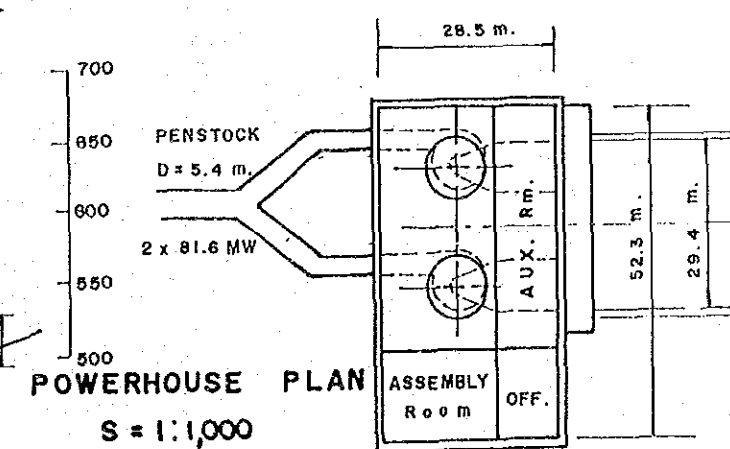 28.5 m.
700
650
600
550
500
PENSTOCK
D = 5.4 m.
2 x 81.6 MW
AUX. Rm.
52.3 m.
29.4 m.
ASSEMBLY
Room
OFF.
POWERHOUSE PLAN
S = 1:1,000